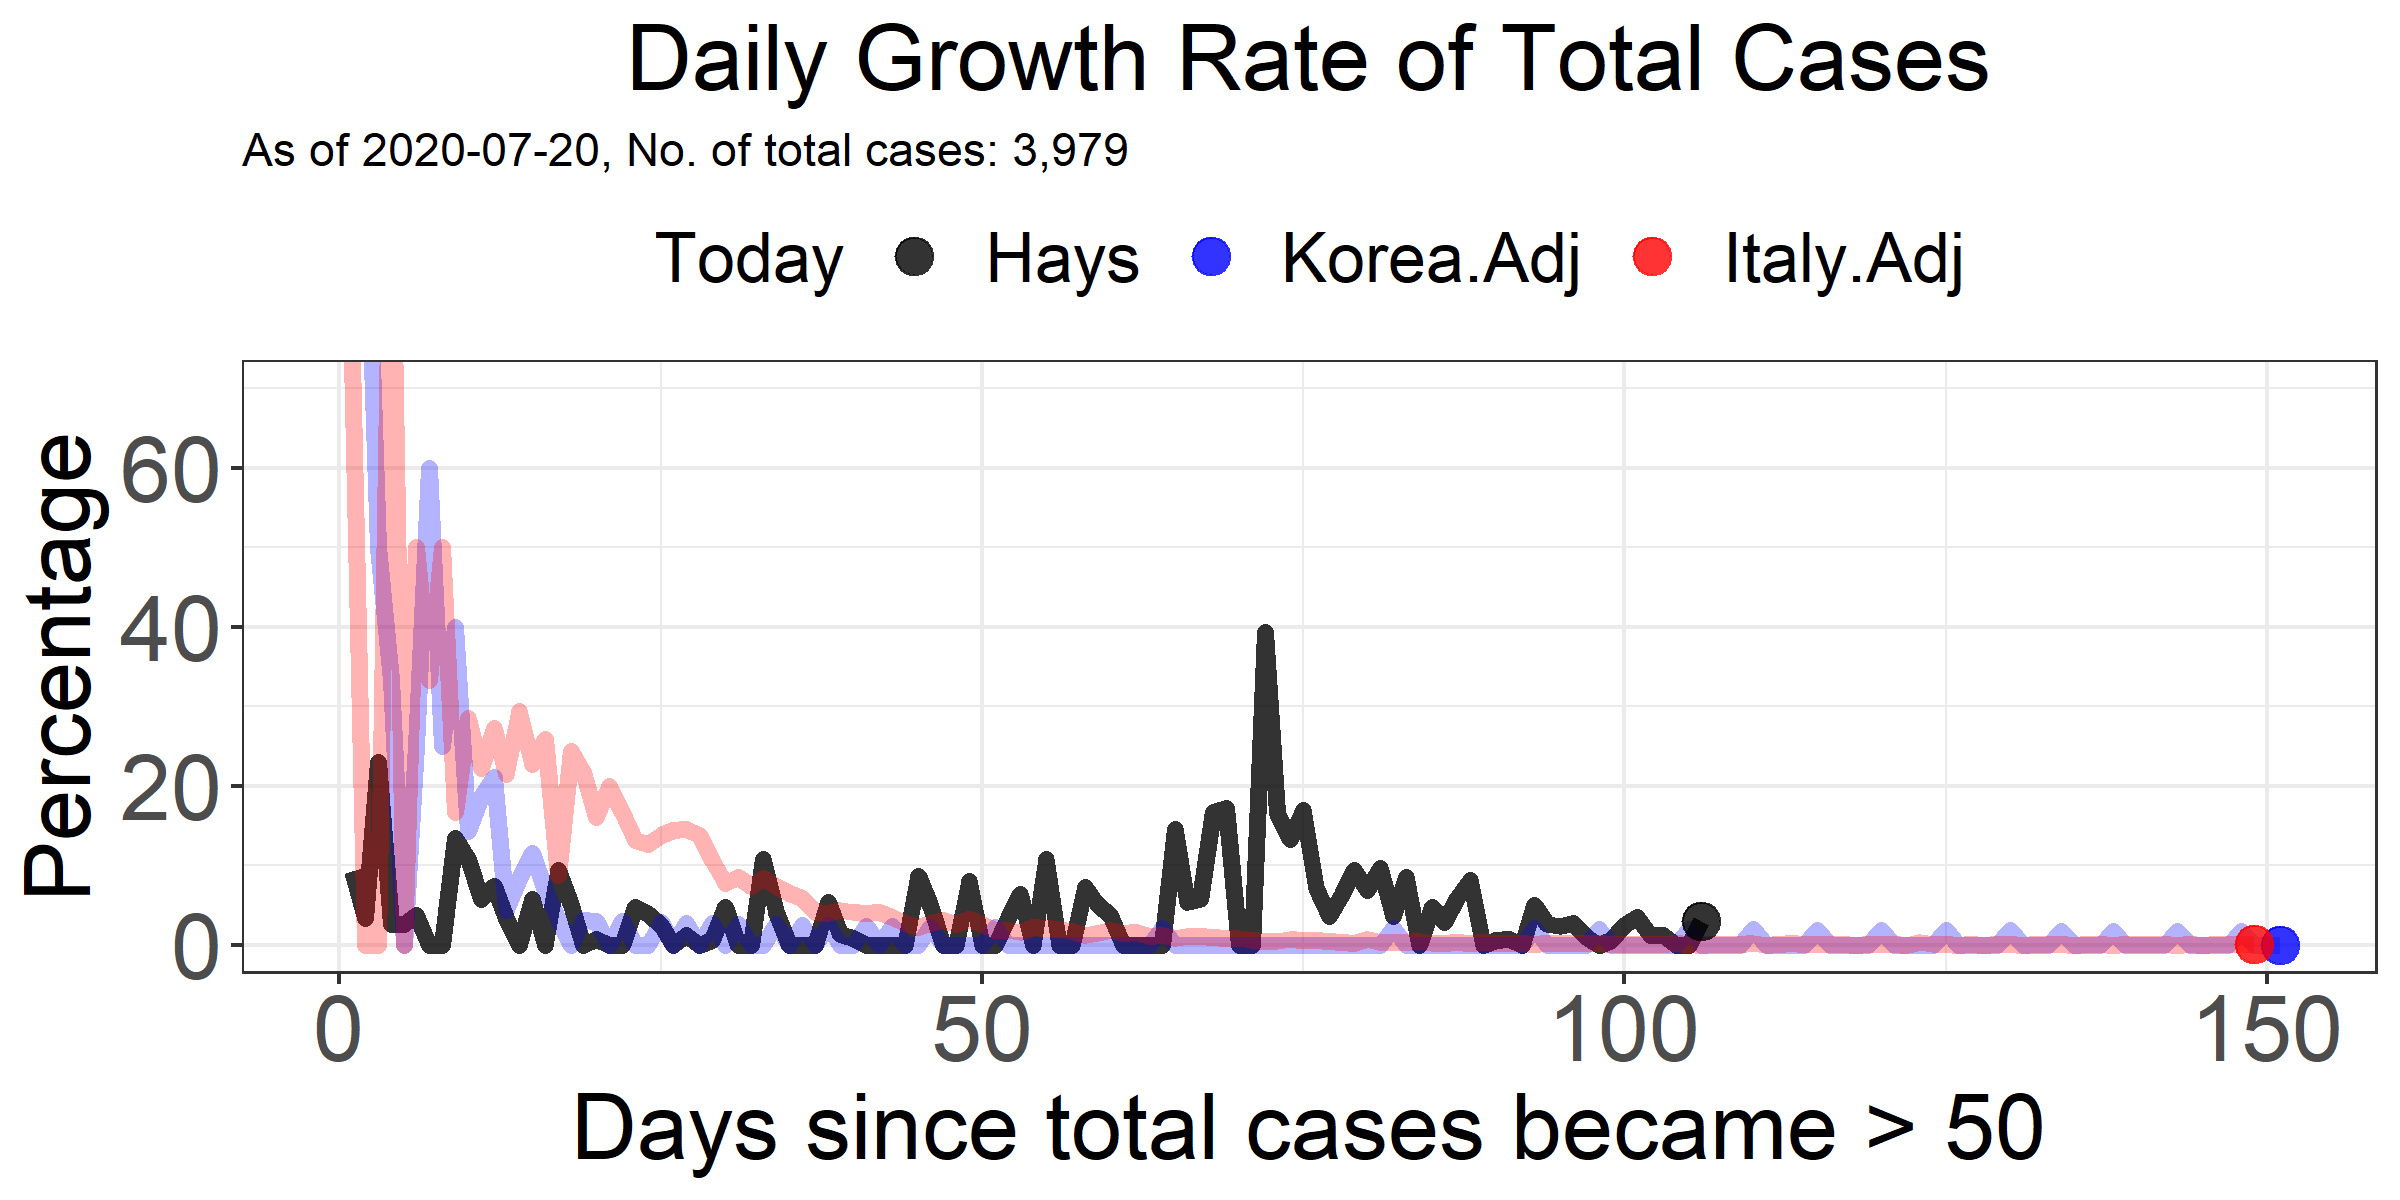 Daily Growth Rate of Total Cases
As of 2020-07-20, No. of total cases: 3,979
Today Hays Korea.Adj Italy.Adj
Percentage
60
40
20
0
0 50 100 150
Days since total cases became > 50